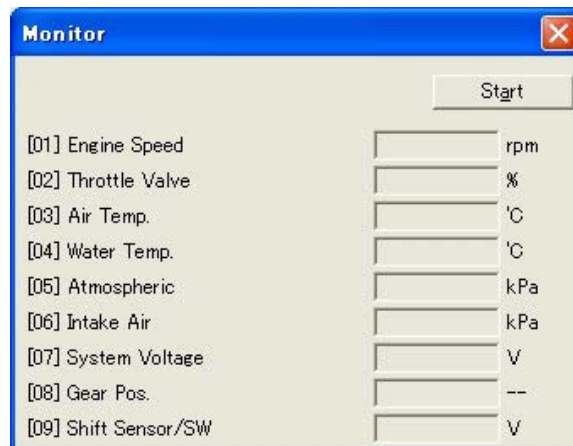 Monitor
Start
[01] Engine Speed rpm
[02] Throttle Valve %
[03] Air Temp. 'C
[04] Water Temp. 'C
[05] Atmospheric kPa
[06] Intake Air kPa
[07] System Voltage V
[08] Gear Pos. --
[09] Shift Sensor/SW V